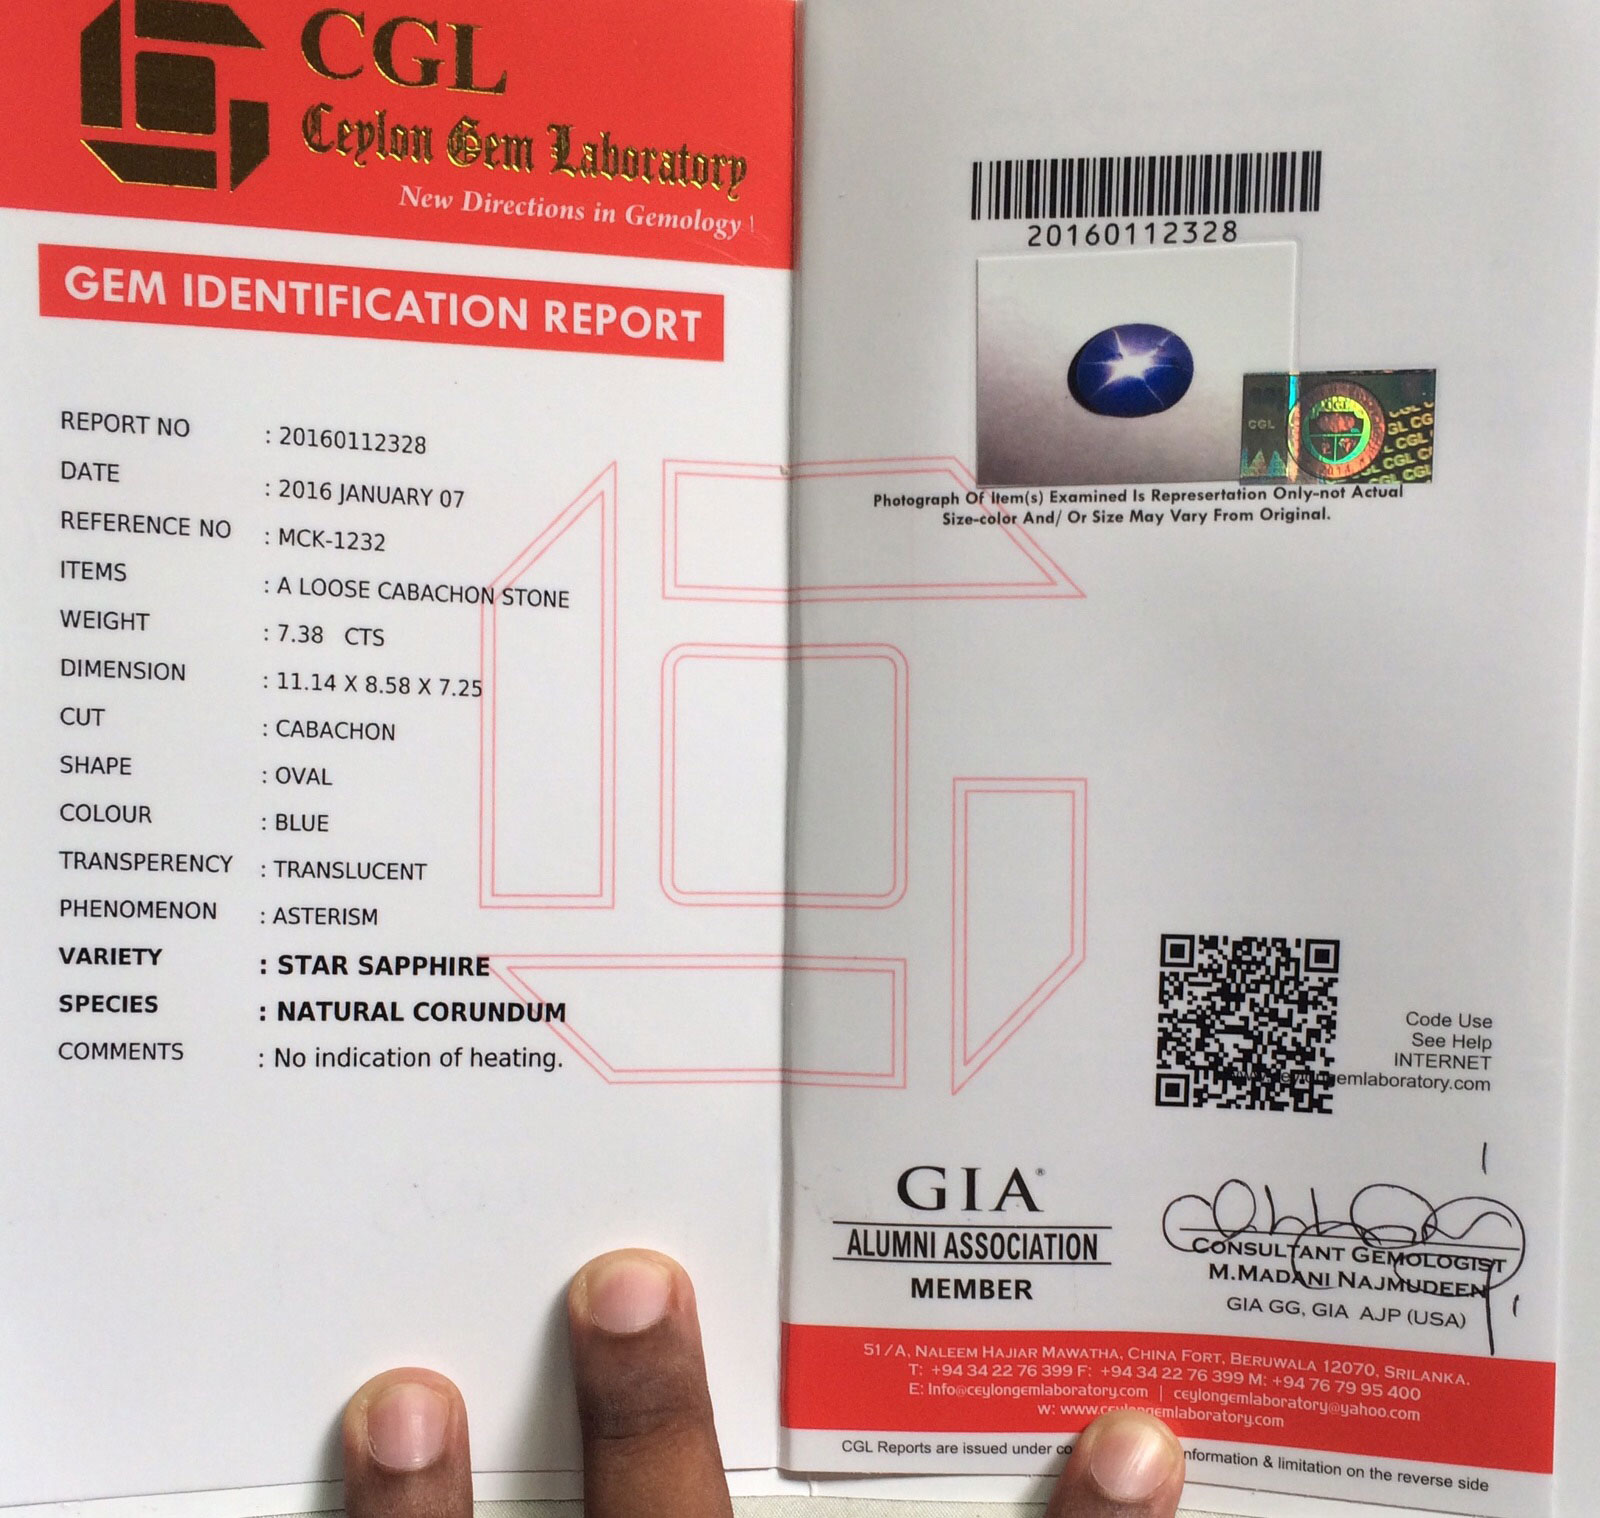 CGL
Ceylon Gem Laboratory
New Directions in Gemology
GEM IDENTIFICATION REPORT
REPORT NO : 20160112328
DATE : 2016 JANUARY 07
REFERENCE NO : MCK-1232
ITEMS : A LOOSE CABACHON STONE
WEIGHT : 7.38 CTS
DIMENSION : 11.14 X 8.58 X 7.25
CUT : CABACHON
SHAPE : OVAL
COLOUR : BLUE
TRANSPERENCY : TRANSLUCENT
PHENOMENON : ASTERISM
VARIETY : STAR SAPPHIRE
SPECIES : NATURAL CORUNDUM
COMMENTS : No indication of heating.
20160112328
CGL
Photograph Of Item(s) Examined Is Represertation Only-not Actual
Size-color And/ Or Size May Vary From Original.
Code Use
See Help
INTERNET
GIA®
ALUMNI ASSOCIATION
MEMBER
CONSULTANT GEMOLOGIST
M.MADANI NAJMUDEEN
GIA GG, GIA AJP (USA)
51/A, NALEEM HAJIAR MAWATHA, CHINA FORT, BERUWALA 12070, SRILANKA.
T: +94 34 22 76 399 F: +94 34 22 76 399 M: +94 76 79 95 400
E: Info@ceylongemlaboratory.com | ceylongemlaboratory@yahoo.com
w: www.ceylongemlaboratory.com
CGL Reports are issued under information & limitation on the reverse side